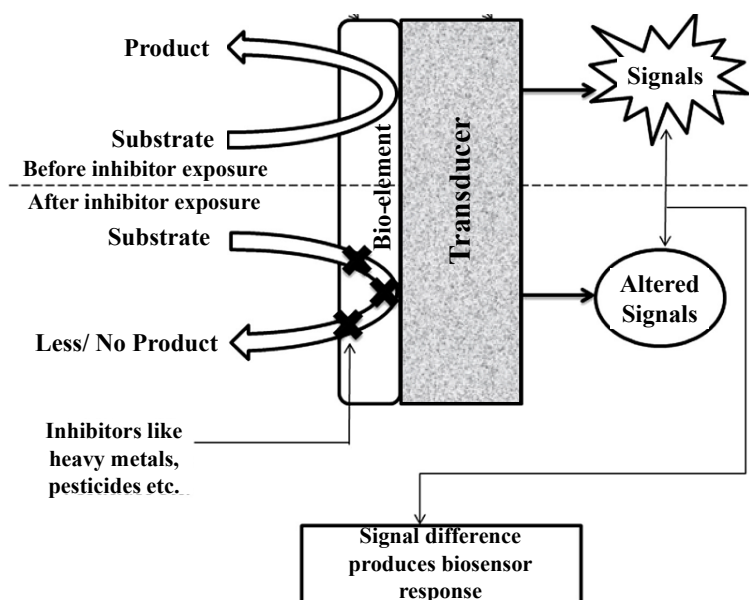 Product
Substrate
Before inhibitor exposure
After inhibitor exposure
Substrate
Less/ No Product
Inhibitors like
heavy metals,
pesticides etc.
Bio-element
Transducer
Signals
Altered
Signals
Signal difference
produces biosensor
response